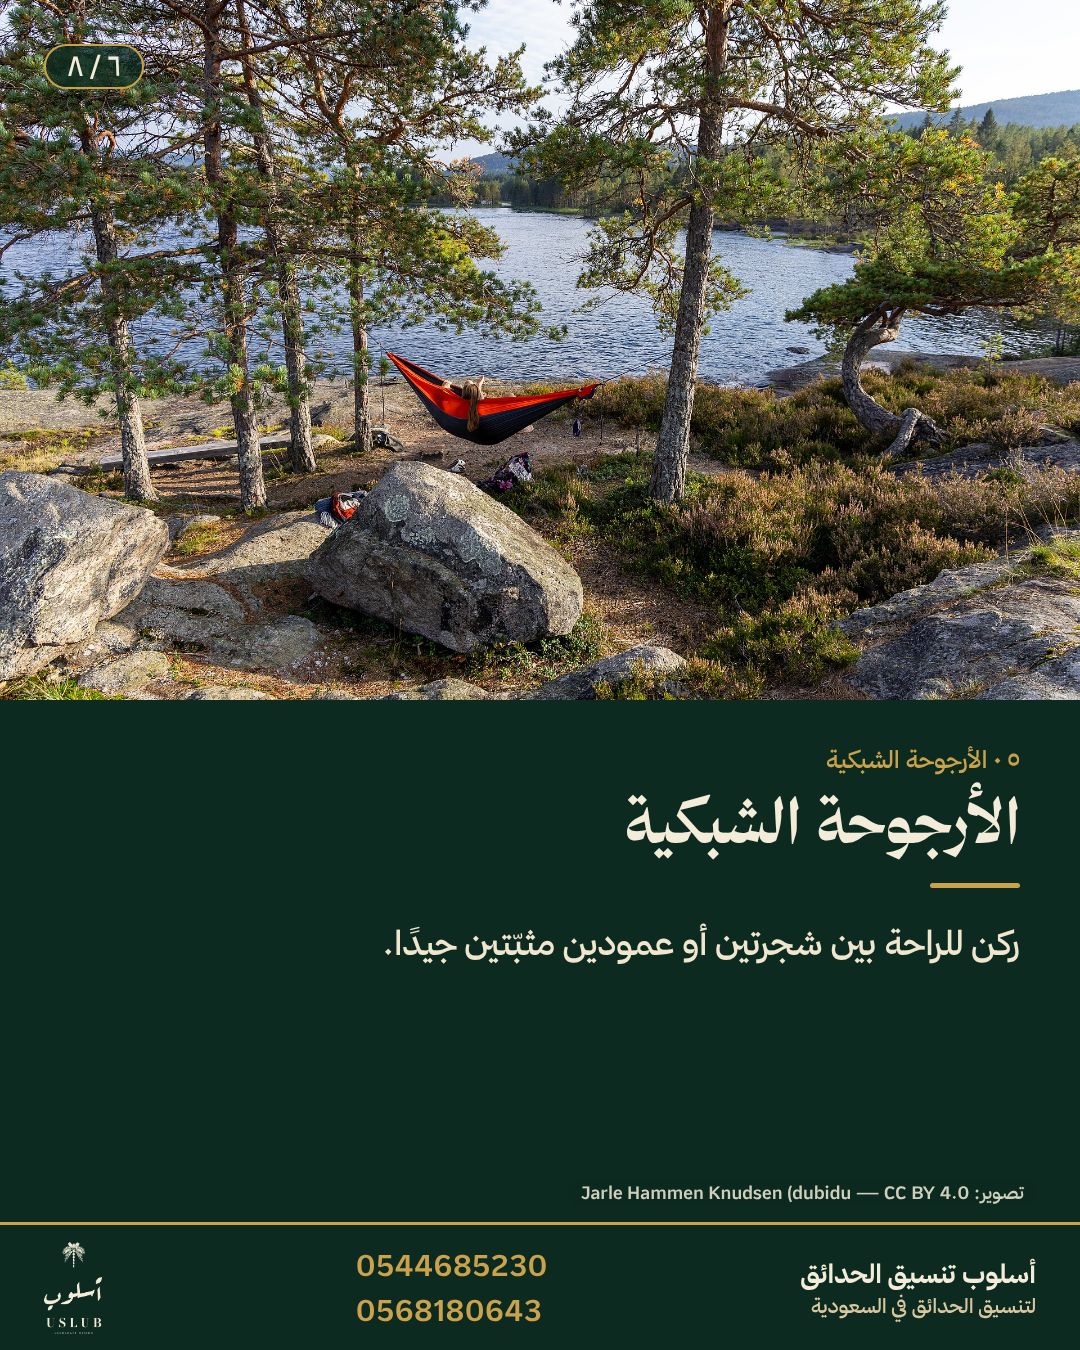 ٦ / ٨
٥ · الأرجوحة الشبكية
الأرجوحة الشبكية
ركن للراحة بين شجرتين أو عمودين مثبّتين جيدًا.
تصوير: Jarle Hammen Knudsen (dubidu — CC BY 4.0
أسلوب تنسيق الحدائق
لتنسيق الحدائق في السعودية
0544685230
0568180643
أسلوب
USLUB